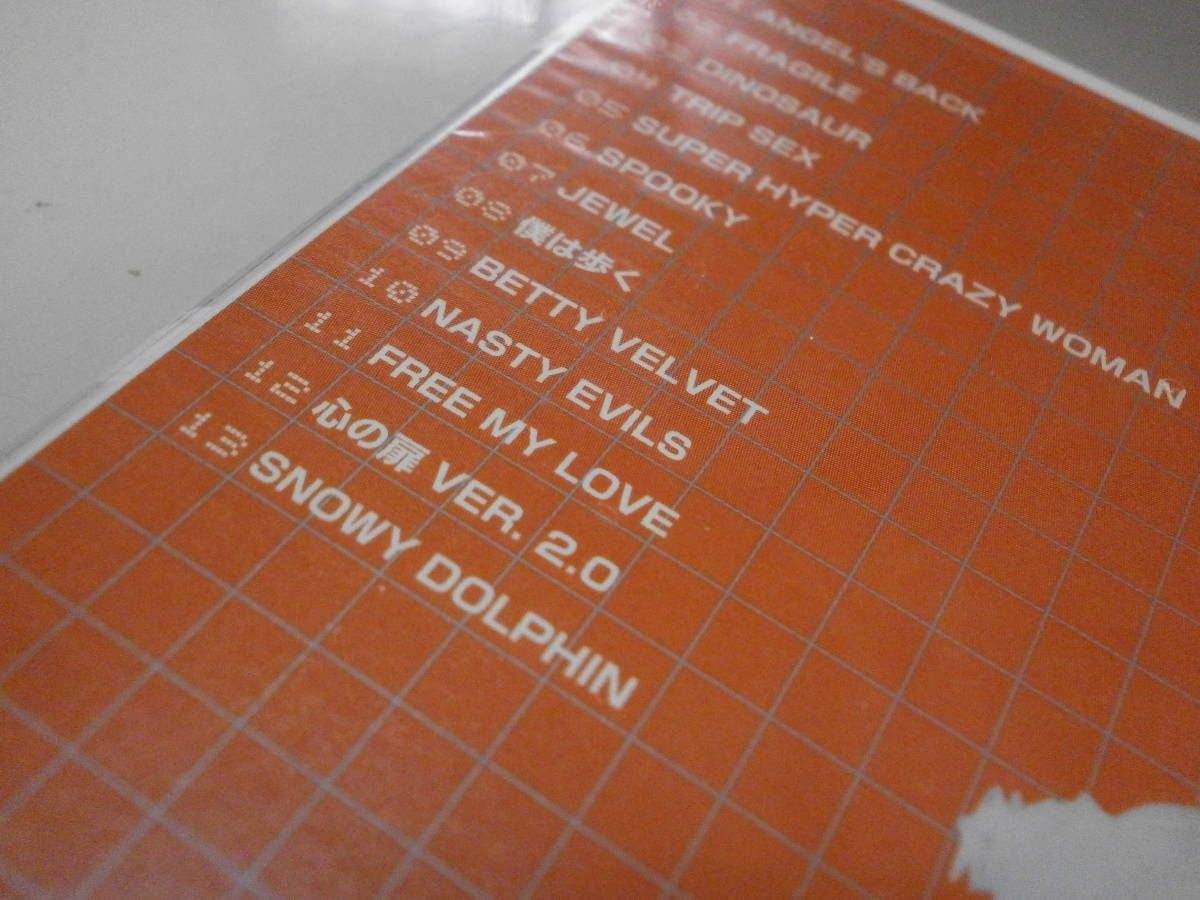 ANGEL'S BACK
FRAGILE
DINOSAUR
04 TRIP SEX
05 SUPER HYPER CRAZY WOMAN
06 SPOOKY
07 JEWEL
08 僕は歩く
09 BETTY VELVET
10 NASTY EVILS
11 FREE MY LOVE
12 心の扉 VER. 2.0
13 SNOWY DOLPHIN